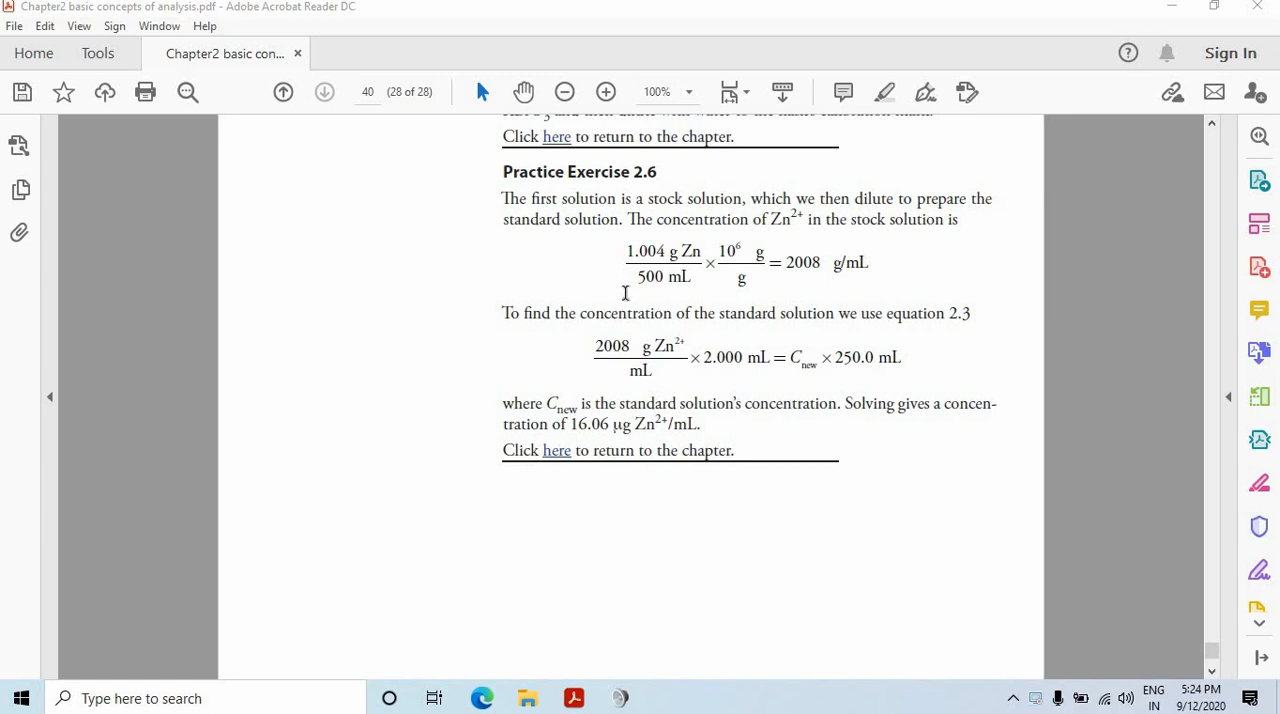 Chapter2 basic concepts of analysis.pdf - Adobe Acrobat Reader DC
File Edit View Sign Window Help
Home Tools Chapter2 basic con... × Sign In
40 (28 of 28) 100%
Click here to return to the chapter.
Practice Exercise 2.6
The first solution is a stock solution, which we then dilute to prepare the
standard solution. The concentration of Zn²⁺ in the stock solution is
1.004 g Zn / 500 mL × 10⁶ g / g = 2008 g/mL
To find the concentration of the standard solution we use equation 2.3
2008 g Zn²⁺ / mL × 2.000 mL = Cnew × 250.0 mL
where Cnew is the standard solution's concentration. Solving gives a concen-
tration of 16.06 μg Zn²⁺/mL.
Click here to return to the chapter.
Type here to search
ENG
IN
5:24 PM
9/12/2020